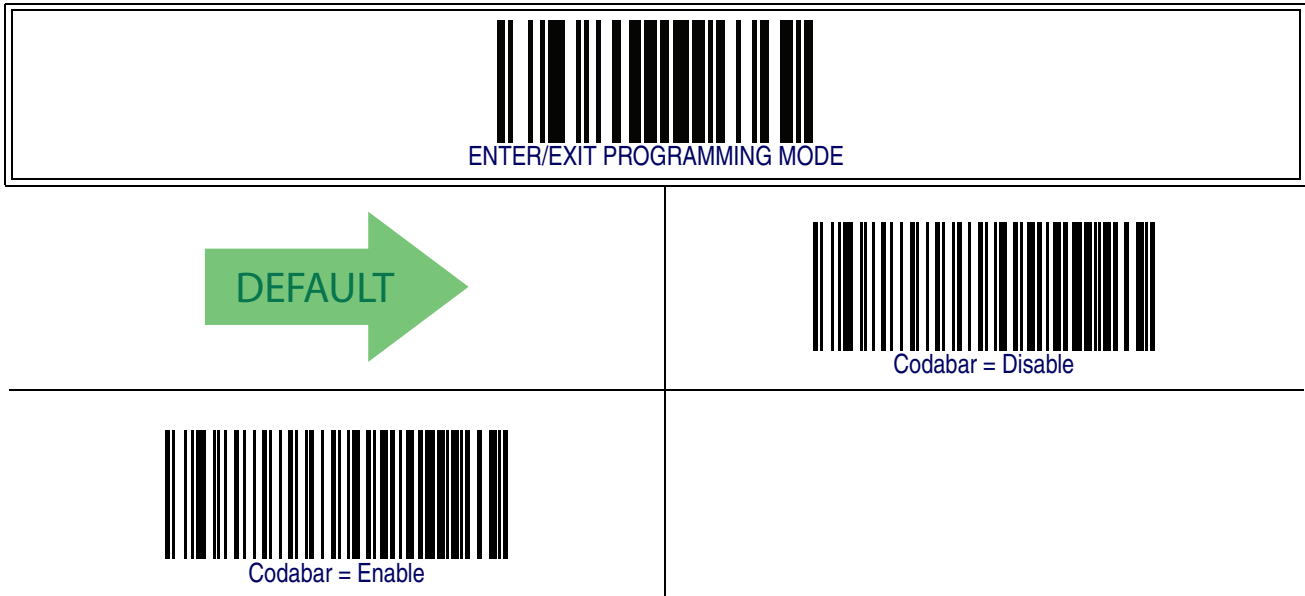 ENTER/EXIT PROGRAMMING MODE
DEFAULT
Codabar = Disable
Codabar = Enable